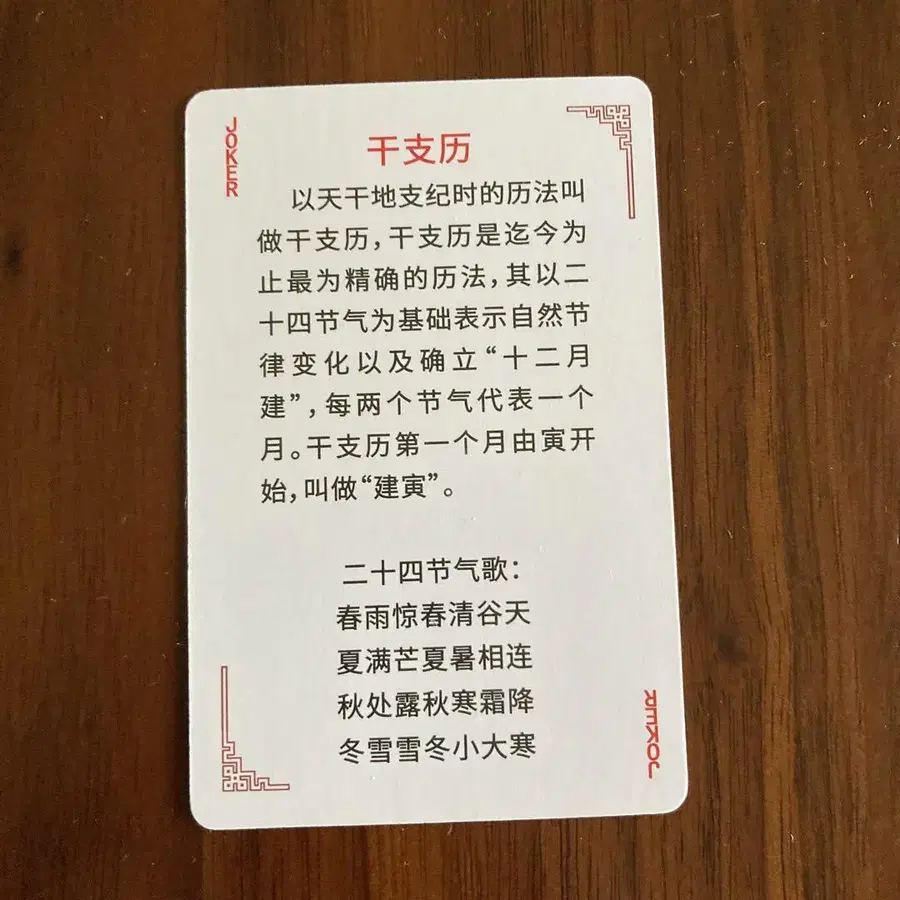 JOKER
干支历
以天干地支纪时的历法叫
做干支历，干支历是迄今为
止最为精确的历法，其以二
十四节气为基础表示自然节
律变化以及确立“十二月
建”，每两个节气代表一个
月。干支历第一个月由寅开
始，叫做“建寅”。
二十四节气歌：
春雨惊春清谷天
夏满芒夏暑相连
秋处露秋寒霜降
冬雪雪冬小大寒
JOKER